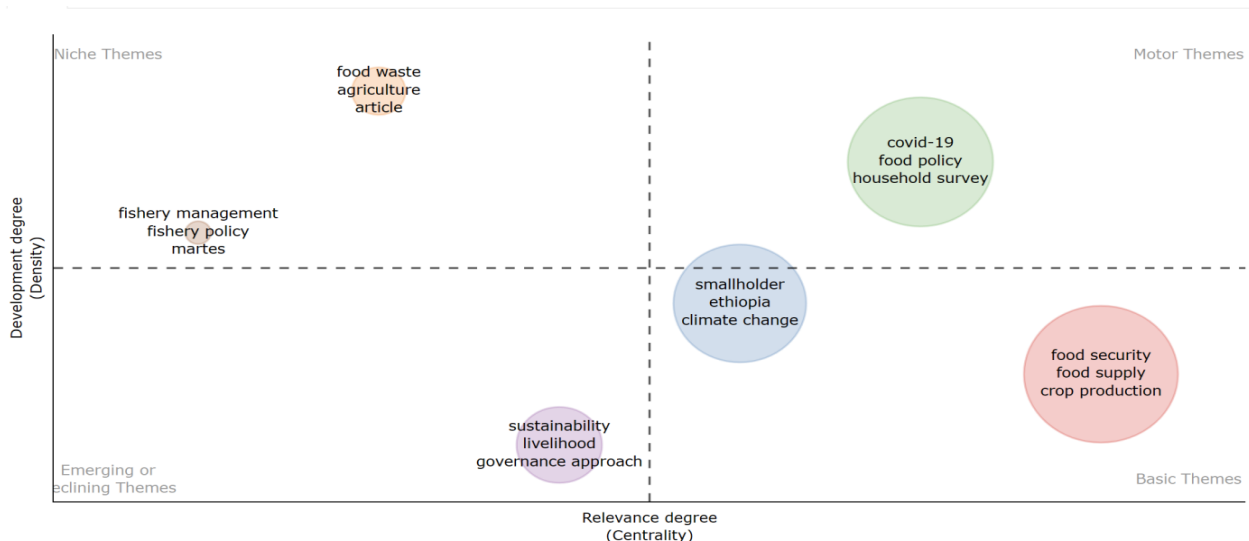 Niche Themes
Motor Themes
food waste
agriculture
article
covid-19
food policy
household survey
fishery management
fishery policy
martes
smallholder
ethiopia
climate change
food security
food supply
crop production
sustainability
livelihood
governance approach
Emerging or
eclining Themes
Basic Themes
Development degree
(Density)
Relevance degree
(Centrality)